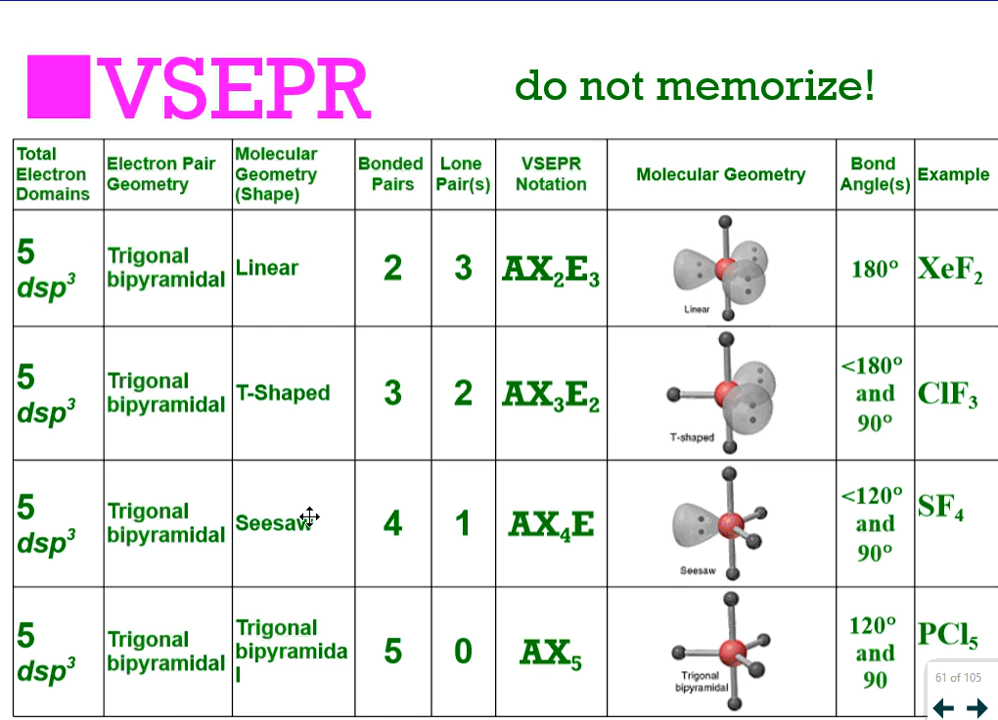 VSEPR
do not memorize!
Total Electron Domains
Electron Pair Geometry
Molecular Geometry (Shape)
Bonded Pairs
Lone Pair(s)
VSEPR Notation
Molecular Geometry
Bond Angle(s)
Example
5
dsp³
Trigonal
bipyramidal
Linear
2
3
AX₂E₃
Linear
180°
XeF₂
5
dsp³
Trigonal
bipyramidal
T-Shaped
3
2
AX₃E₂
T-shaped
<180°
and
90°
ClF₃
5
dsp³
Trigonal
bipyramidal
Seesaw
4
1
AX₄E
Seesaw
<120°
and
90°
SF₄
5
dsp³
Trigonal
bipyramidal
Trigonal
bipyramida
l
5
0
AX₅
Trigonal
bipyramidal
120°
and
90
PCl₅
61 of 105